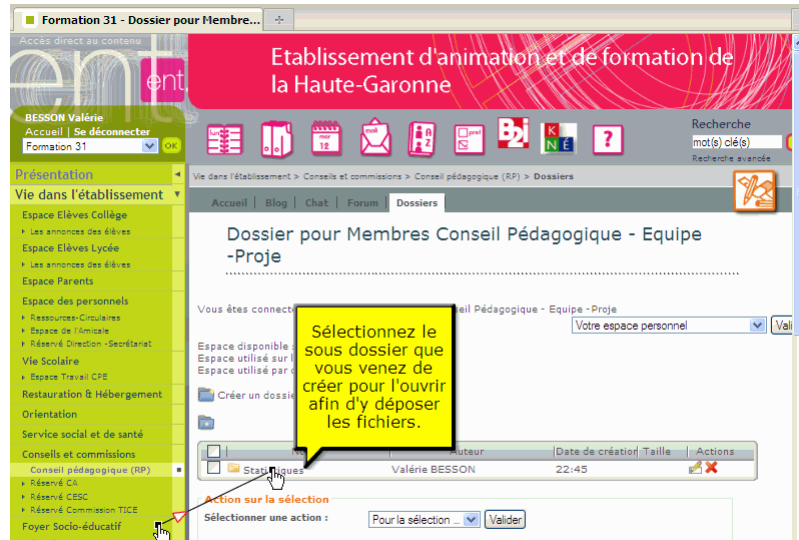 Formation 31 - Dossier pour Membre...
Accès direct au contenu
ent
ent.
Etablissement d'animation et de formation de
la Haute-Garonne
BESSON Valérie
Accueil | Se déconnecter
Formation 31
OK
mar
12
mail
A
Z
pref
B
K
N É
?
Recherche
mot(s) clé(s)
Recherche avancée
Présentation
Vie dans l'établissement
Espace Elèves Collège
Les annonces des élèves
Espace Elèves Lycée
Les annonces des élèves
Espace Parents
Espace des personnels
Ressources-Circulaires
Espace de l'Amicale
Réservé Direction -Secrétariat
Vie Scolaire
Espace Travail CPE
Restauration & Hébergement
Orientation
Service social et de santé
Conseils et commissions
Conseil pédagogique (RP)
Réservé CA
Réservé CESC
Réservé Commission TICE
Foyer Socio-éducatif
Vie dans l'établissement > Conseils et commissions > Conseil pédagogique (RP) > Dossiers
Accueil | Blog | Chat | Forum | Dossiers
Dossier pour Membres Conseil Pédagogique - Equipe
-Proje
Vous êtes connecté
eil Pédagogique - Equipe -Proje
Votre espace personnel
Vali
Espace disponible :
Espace utilisé sur l
Espace utilisé par
Créer un dossie
Sélectionnez le
sous dossier que
vous venez de
créer pour l'ouvrir
afin d'y déposer
les fichiers.
No
Auteur
Date de création
Taille
Actions
Statistiques
Valérie BESSON
22:45
Action sur la sélection
Sélectionner une action :
Pour la sélection ...
Valider